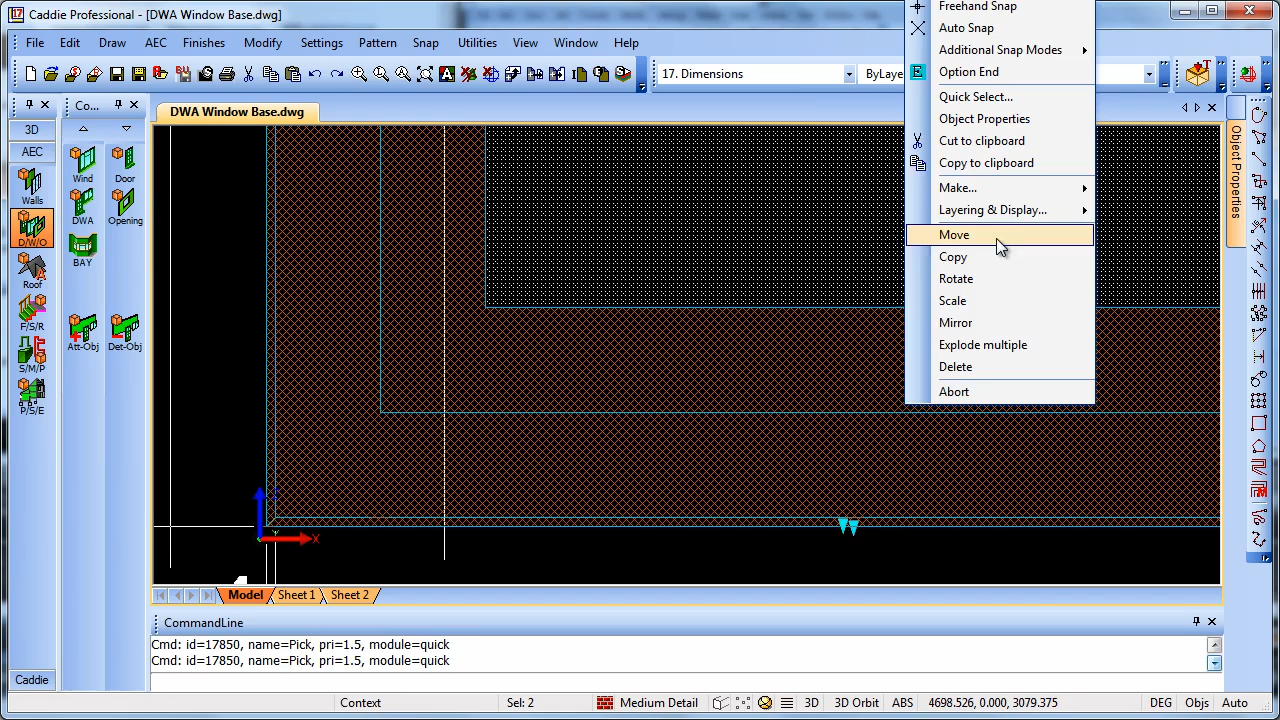 Caddie Professional - [DWA Window Base.dwg]
File Edit Draw AEC Finishes Modify Settings Pattern Snap Utilities View Window Help
17. Dimensions
ByLaye
Co...
DWA Window Base.dwg
3D
AEC
Walls
D/W/O
Roof
F/S/R
S/M/P
P/S/E
Caddie
Wind
Door
DWA
Opening
BAY
Att-Obj
Det-Obj
Freehand Snap
Auto Snap
Additional Snap Modes
E Option End
Quick Select...
Object Properties
Cut to clipboard
Copy to clipboard
Make...
Layering & Display...
Move
Copy
Rotate
Scale
Mirror
Explode multiple
Delete
Abort
Object Properties
X
Model
Sheet 1
Sheet 2
CommandLine
Cmd: id=17850, name=Pick, pri=1.5, module=quick
Cmd: id=17850, name=Pick, pri=1.5, module=quick
Context
Sel: 2
Medium Detail
3D
3D Orbit
ABS
4698.526, 0.000, 3079.375
DEG
Objs
Auto